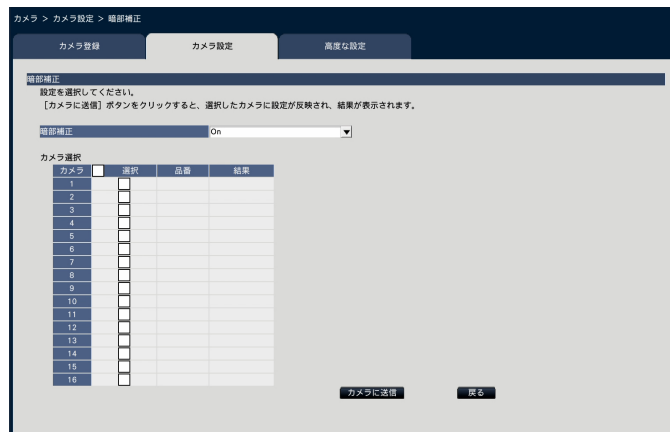 カメラ > カメラ設定 > 暗部補正
カメラ登録 カメラ設定 高度な設定
暗部補正
設定を選択してください。
［カメラに送信］ボタンをクリックすると、選択したカメラに設定が反映され、結果が表示されます。
暗部補正 On
カメラ選択
カメラ 選択 品番 結果
1
2
3
4
5
6
7
8
9
10
11
12
13
14
15
16
カメラに送信 戻る